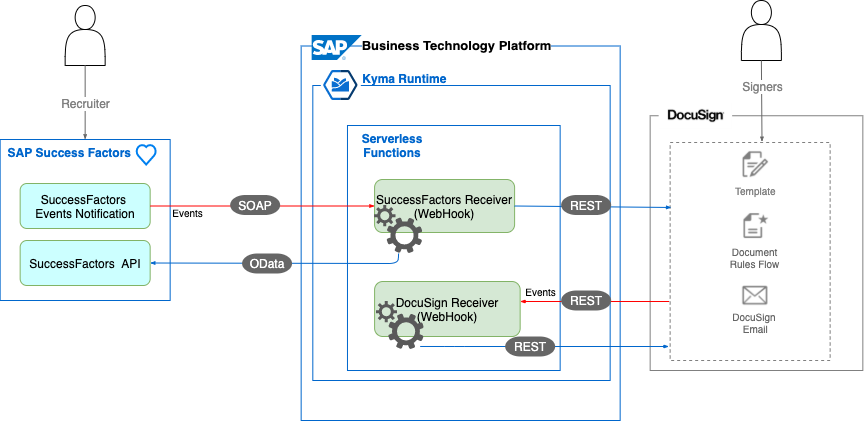 SAP
Business Technology Platform
Kyma Runtime
Recruiter
Signers
DocuSign
SAP Success Factors
Serverless
Functions
SuccessFactors
Events Notification
Events
SOAP
SuccessFactors Receiver
(WebHook)
REST
Template
SuccessFactors API
OData
Document
Rules Flow
DocuSign Receiver
(WebHook)
Events
REST
DocuSign
Email
REST